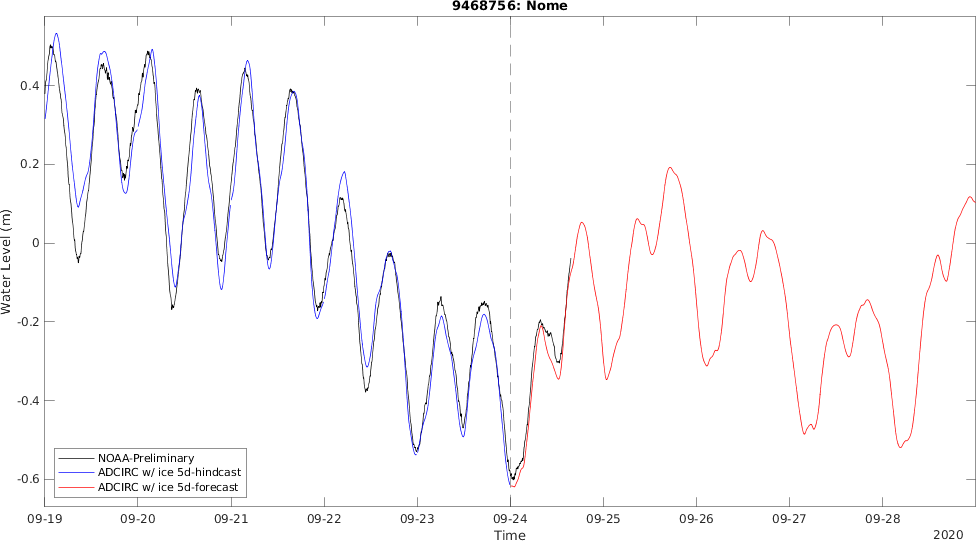 9468756: Nome
Water Level (m)
0.4
0.2
0
-0.2
-0.4
-0.6
NOAA-Preliminary
ADCIRC w/ ice 5d-hindcast
ADCIRC w/ ice 5d-forecast
09-19 09-20 09-21 09-22 09-23 09-24 09-25 09-26 09-27 09-28
Time
2020